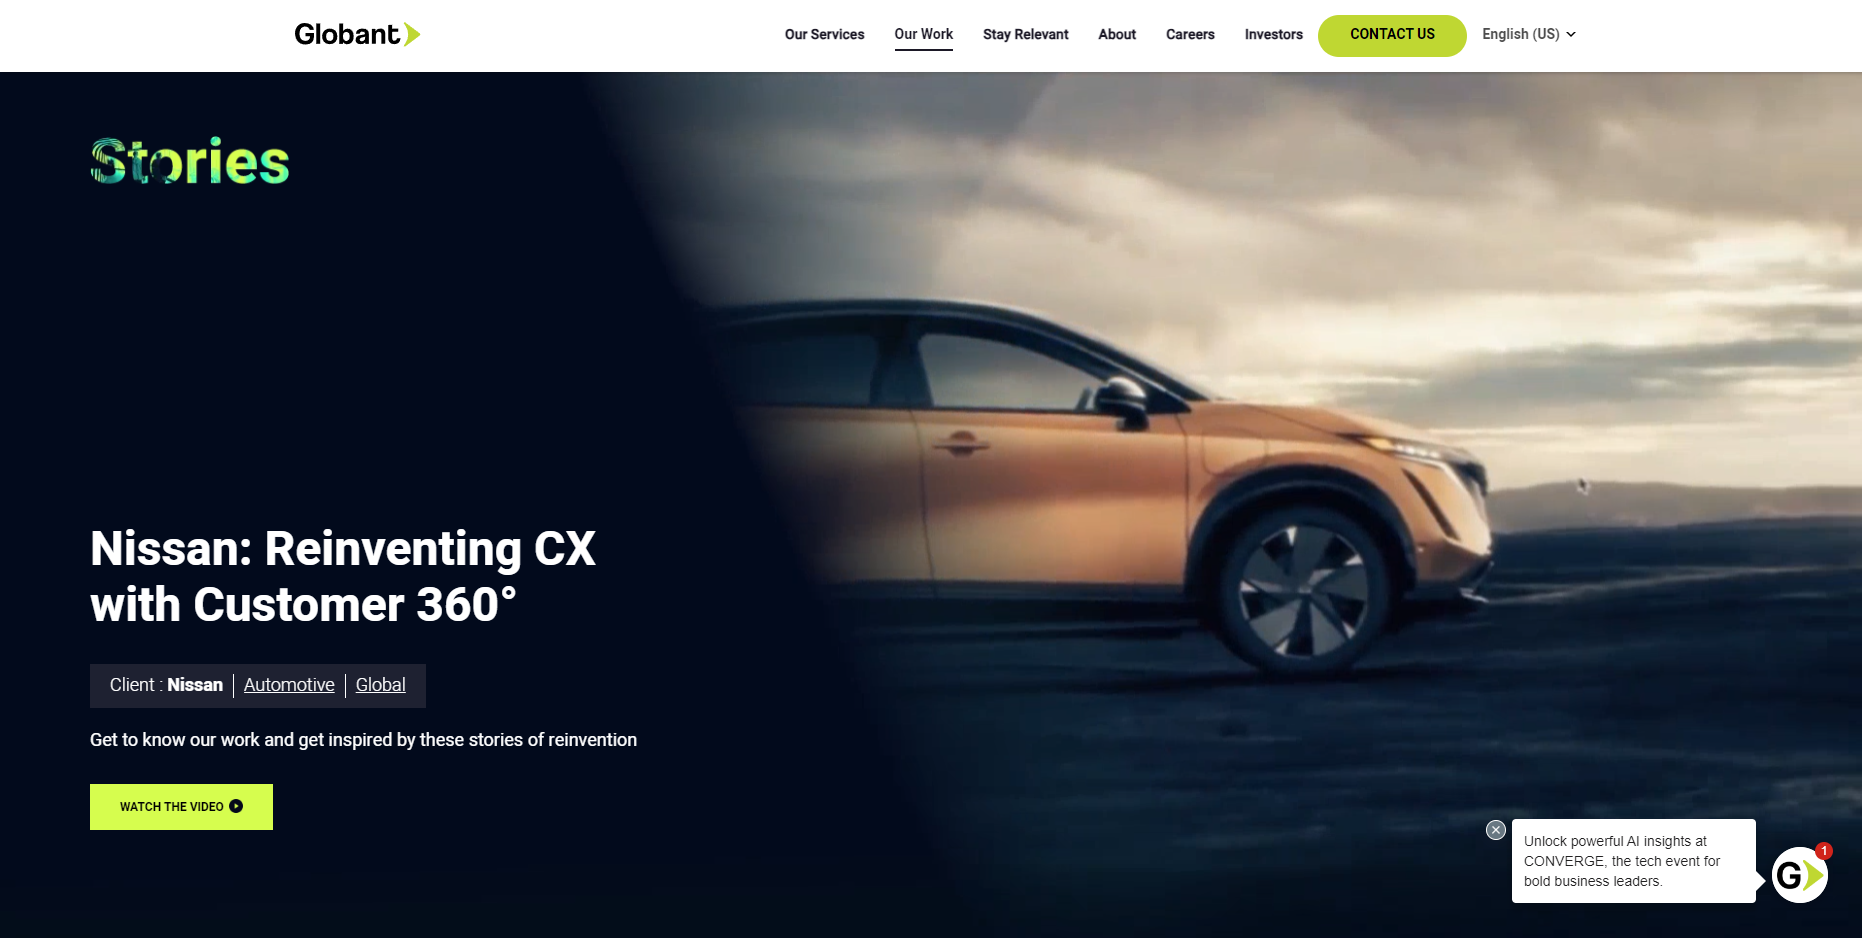 Globant
Our Services
Our Work
Stay Relevant
About
Careers
Investors
CONTACT US
English (US)
Stories
Nissan: Reinventing CX
with Customer 360°
Client : Nissan
Automotive
Global
Get to know our work and get inspired by these stories of reinvention
WATCH THE VIDEO
Unlock powerful AI insights at
CONVERGE, the tech event for
bold business leaders.
G
1